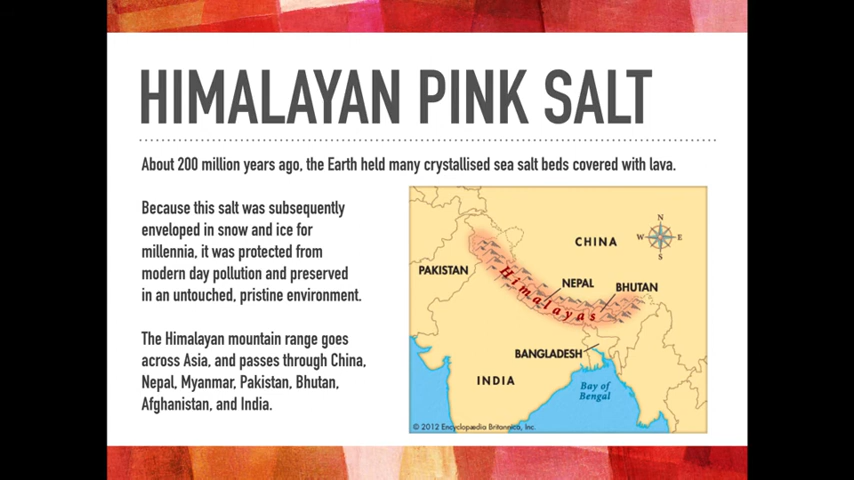 HIMALAYAN PINK SALT
About 200 million years ago, the Earth held many crystallised sea salt beds covered with lava.
Because this salt was subsequently
enveloped in snow and ice for
millennia, it was protected from
modern day pollution and preserved
in an untouched, pristine environment.
The Himalayan mountain range goes
across Asia, and passes through China,
Nepal, Myanmar, Pakistan, Bhutan,
Afghanistan, and India.
N
W E
S
CHINA
PAKISTAN
Himalayas
NEPAL
BHUTAN
BANGLADESH
INDIA
Bay of
Bengal
© 2012 Encyclopædia Britannica, Inc.